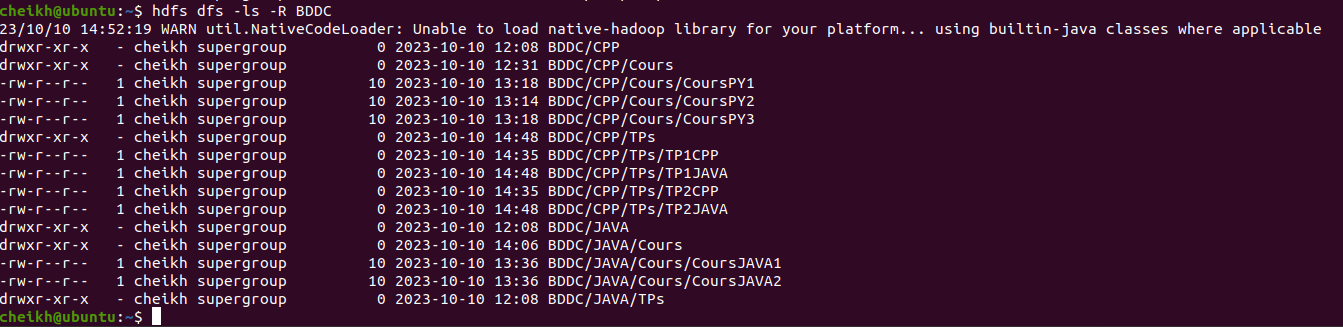 cheikh@ubuntu:~$ hdfs dfs -ls -R BDDC
23/10/10 14:52:19 WARN util.NativeCodeLoader: Unable to load native-hadoop library for your platform... using builtin-java classes where applicable
drwxr-xr-x   - cheikh supergroup          0 2023-10-10 12:08 BDDC/CPP
drwxr-xr-x   - cheikh supergroup          0 2023-10-10 12:31 BDDC/CPP/Cours
-rw-r--r--   1 cheikh supergroup         10 2023-10-10 13:18 BDDC/CPP/Cours/CoursPY1
-rw-r--r--   1 cheikh supergroup         10 2023-10-10 13:14 BDDC/CPP/Cours/CoursPY2
-rw-r--r--   1 cheikh supergroup         10 2023-10-10 13:18 BDDC/CPP/Cours/CoursPY3
drwxr-xr-x   - cheikh supergroup          0 2023-10-10 14:48 BDDC/CPP/TPs
-rw-r--r--   1 cheikh supergroup          0 2023-10-10 14:35 BDDC/CPP/TPs/TP1CPP
-rw-r--r--   1 cheikh supergroup          0 2023-10-10 14:48 BDDC/CPP/TPs/TP1JAVA
-rw-r--r--   1 cheikh supergroup          0 2023-10-10 14:35 BDDC/CPP/TPs/TP2CPP
-rw-r--r--   1 cheikh supergroup          0 2023-10-10 14:48 BDDC/CPP/TPs/TP2JAVA
drwxr-xr-x   - cheikh supergroup          0 2023-10-10 12:08 BDDC/JAVA
drwxr-xr-x   - cheikh supergroup          0 2023-10-10 14:06 BDDC/JAVA/Cours
-rw-r--r--   1 cheikh supergroup         10 2023-10-10 13:36 BDDC/JAVA/Cours/CoursJAVA1
-rw-r--r--   1 cheikh supergroup         10 2023-10-10 13:36 BDDC/JAVA/Cours/CoursJAVA2
drwxr-xr-x   - cheikh supergroup          0 2023-10-10 12:08 BDDC/JAVA/TPs
cheikh@ubuntu:~$